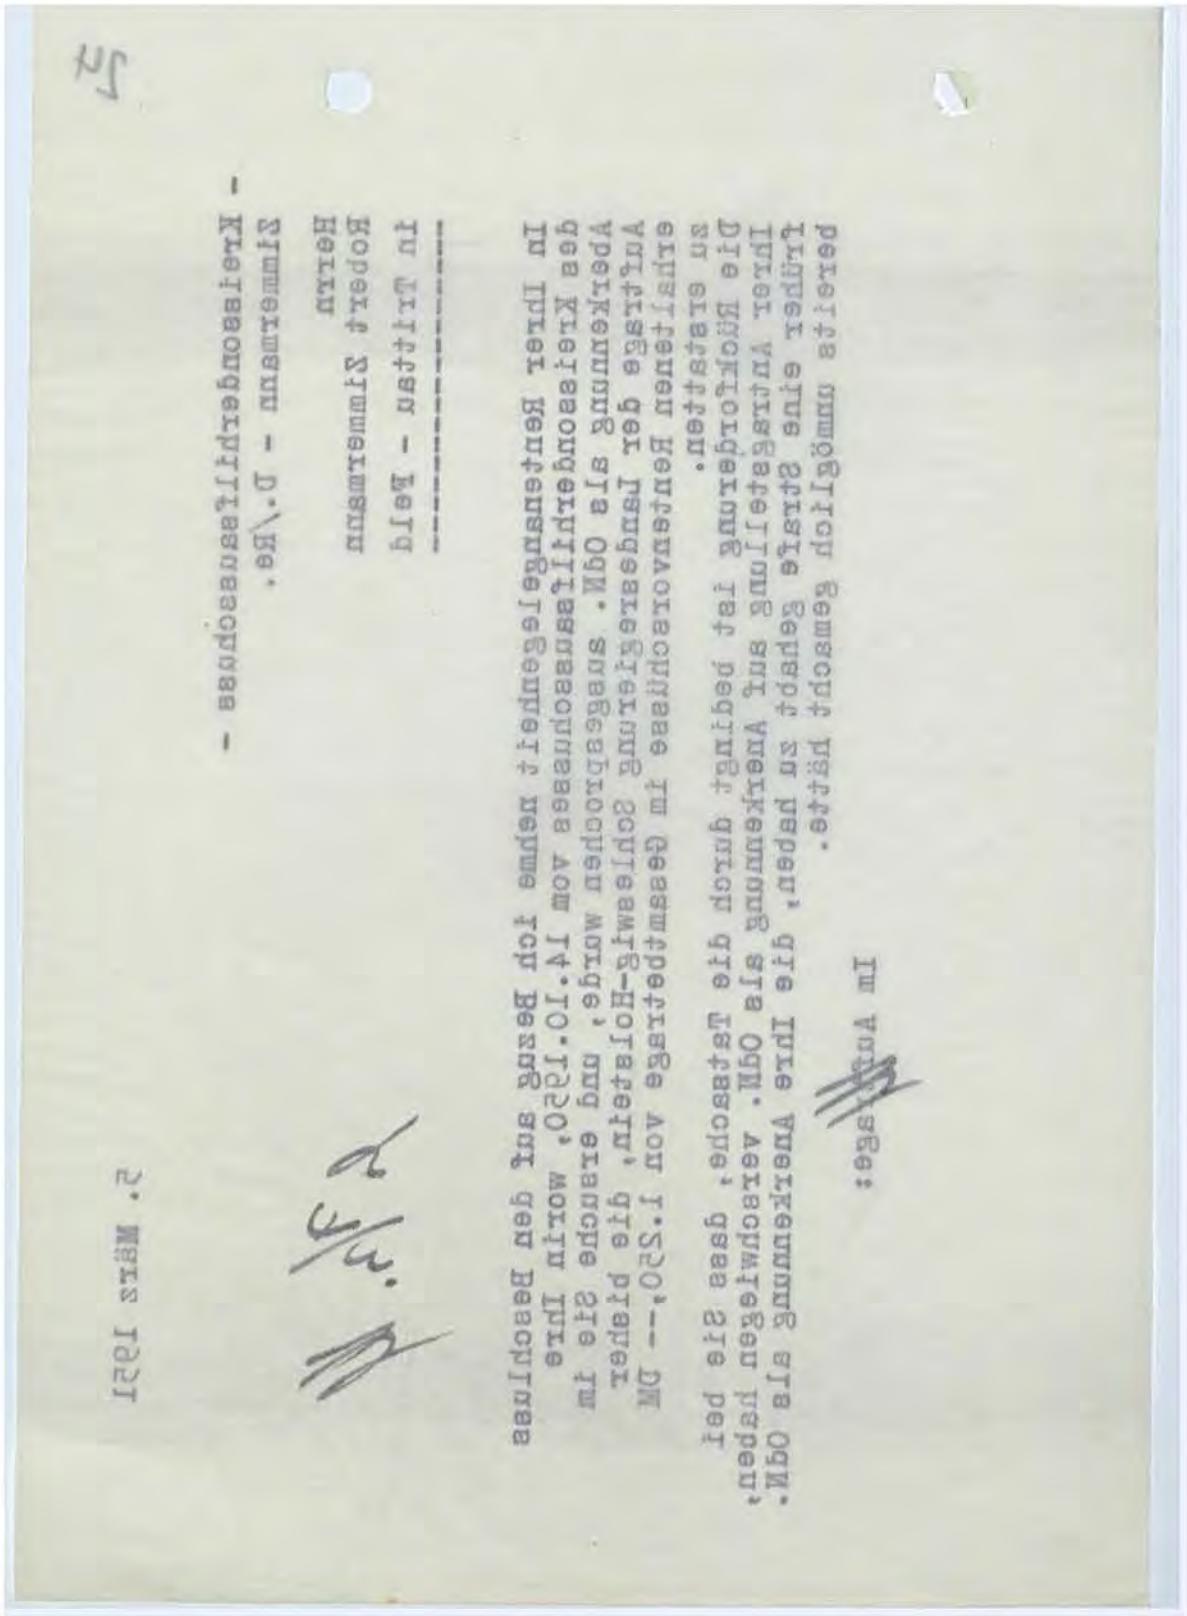 5. März 1951
- Kreissonderhilfsausschuss -
Zimmermann - D./Re.
Herrn
Robert Zimmermann
in Trittau - Feld
--------------------
In Ihrer Rentenangelegenheit nehme ich Bezug auf den Beschluss
des Kreissonderhilfsausschusses vom 14.10.1950, worin Ihre
Aberkennung als OdN. ausgesprochen wurde, und ersuche Sie im
Auftrage der Landesregierung Schleswig-Holstein, die bisher
erhaltenen Rentenvorschüsse im Gesamtbetrage von 1.250,-- DM
zu erstatten.
Die Rückforderung ist bedingt durch die Tatsache, dass Sie bei
Ihrer Antragstellung auf Anerkennung als OdN. verschwiegen haben,
früher eine Strafe gehabt zu haben, die Ihre Anerkennung als OdN.
bereits unmöglich gemacht hätte.
Im Auftrage: